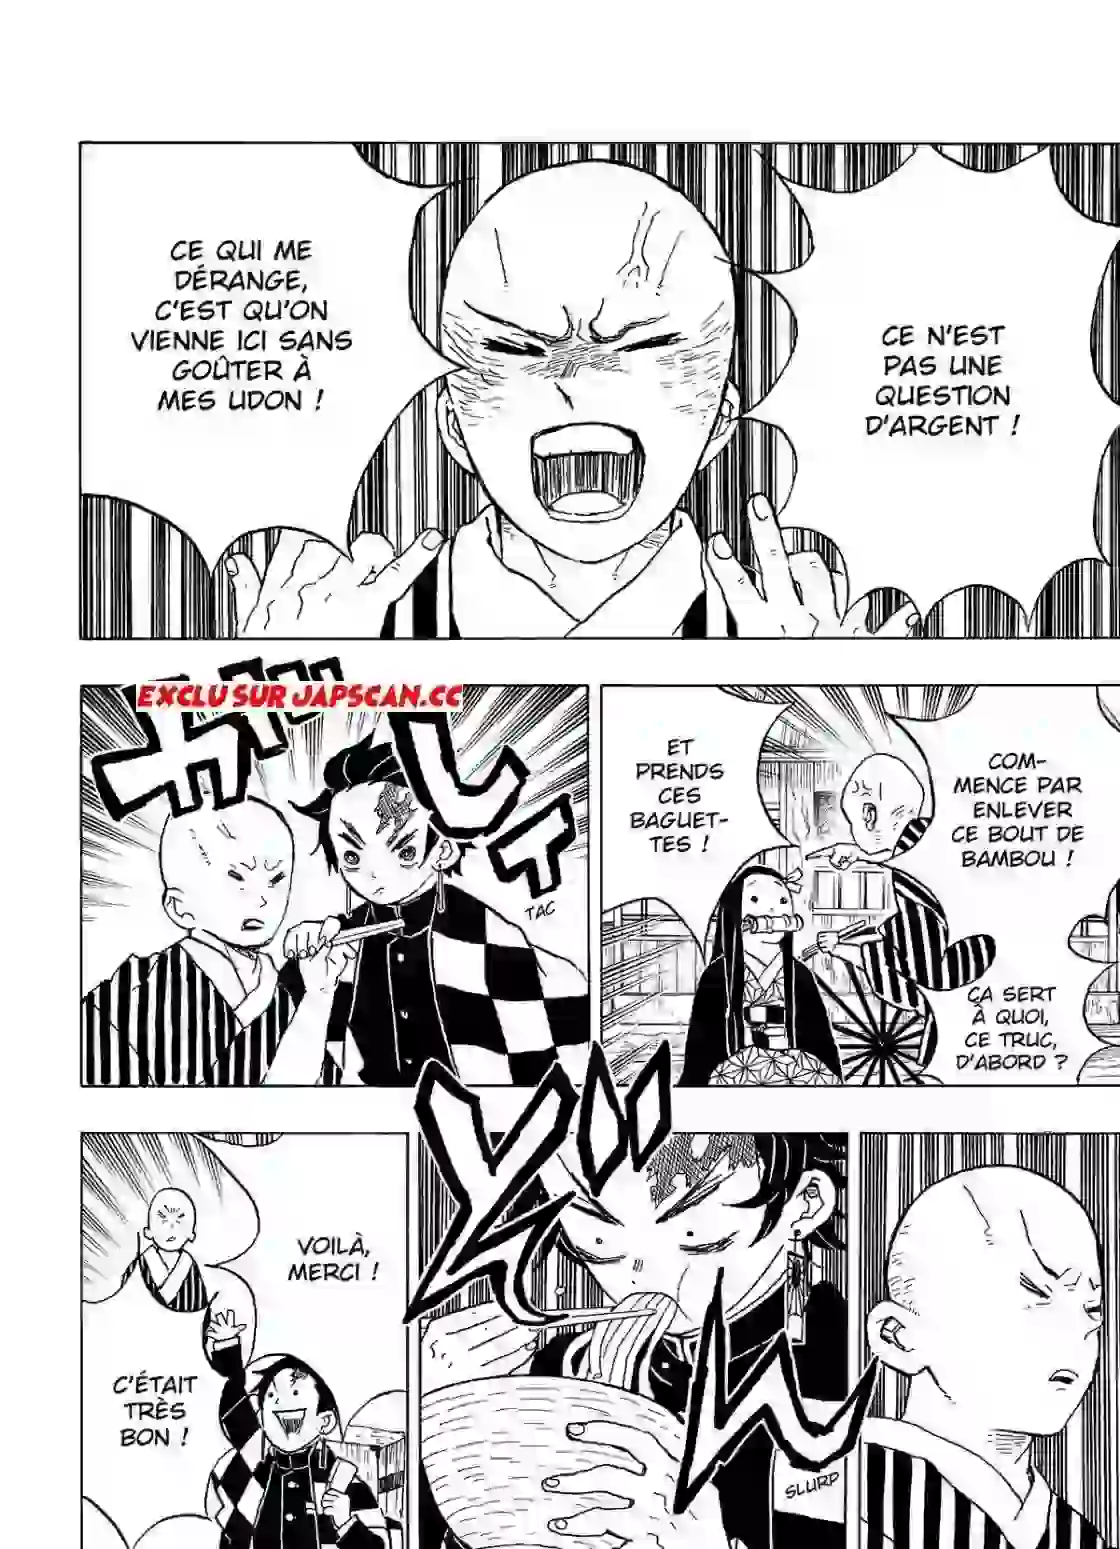 CE N'EST
PAS UNE
QUESTION
D'ARGENT !
CE QUI ME
DÉRANGE,
C'EST QU'ON
VIENNE ICI SANS
GOÛTER À
MES UDON !
COM-
MENCE PAR
ENLEVER
CE BOUT DE
BAMBOU !
ÇA SERT
À QUOI,
CE TRUC,
D'ABORD ?
ET
PRENDS
CES
BAGUET-
TES !
EXCLU SUR JAPSCAN.CC
TAC
SLURP
VOILÀ,
MERCI !
C'ÉTAIT
TRÈS
BON !